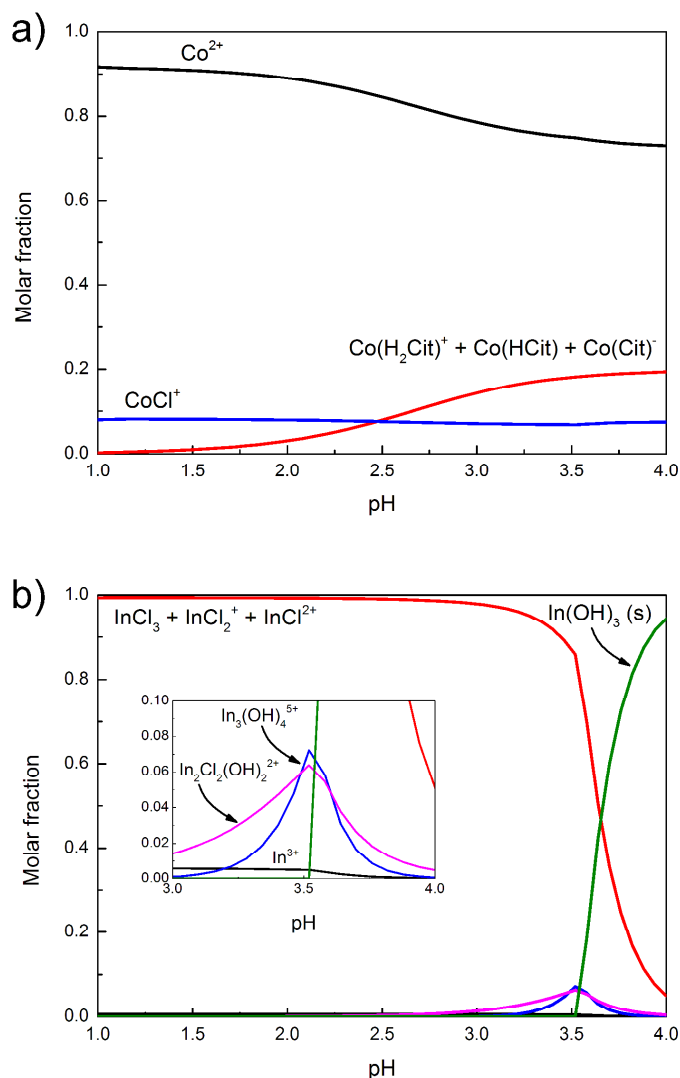 a)
1.0
0.8
0.6
0.4
0.2
0.0
Molar fraction
Co²⁺
Co(H₂Cit)⁺ + Co(HCit) + Co(Cit)⁻
CoCl⁺
1.0 1.5 2.0 2.5 3.0 3.5 4.0
pH
b)
1.0
0.8
0.6
0.4
0.2
0.0
Molar fraction
InCl₃ + InCl₂⁺ + InCl²⁺
In(OH)₃ (s)
0.10
0.08
0.06
0.04
0.02
0.00
In₃(OH)₄⁵⁺
In₂Cl₂(OH)₂²⁺
In³⁺
3.0 3.5 4.0
pH
1.0 1.5 2.0 2.5 3.0 3.5 4.0
pH